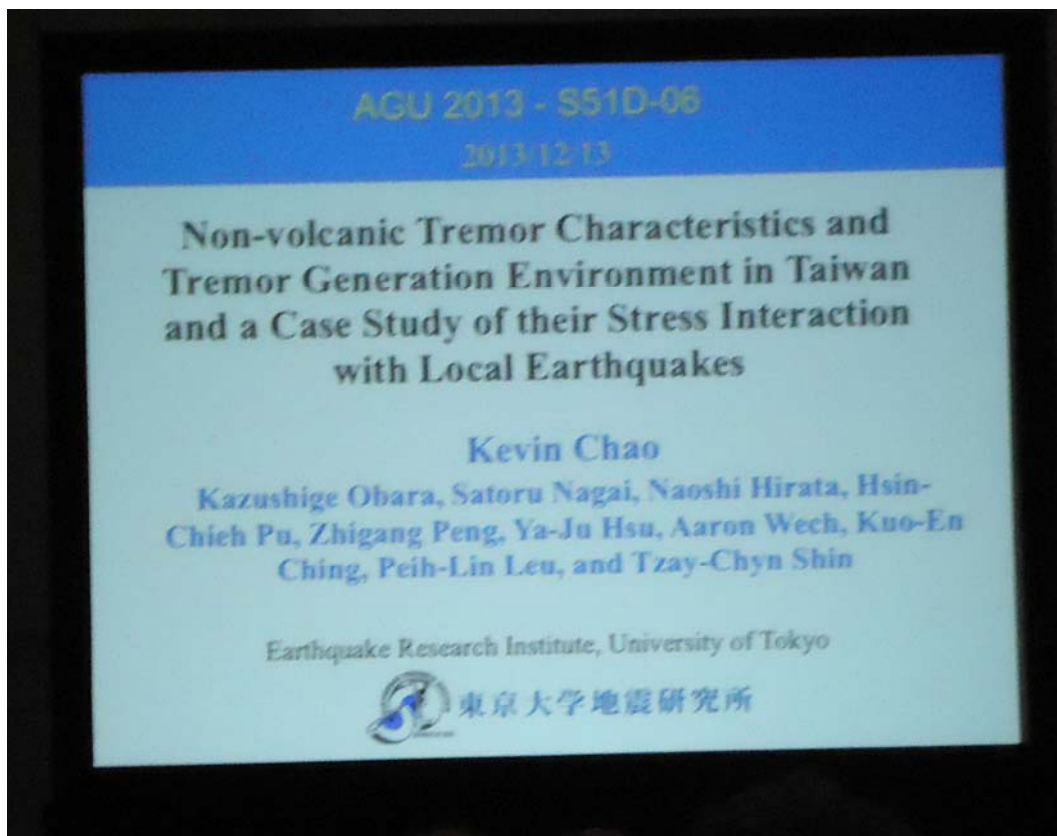 AGU 2013 - S51D-06
2013/12/13
Non-volcanic Tremor Characteristics and
Tremor Generation Environment in Taiwan
and a Case Study of their Stress Interaction
with Local Earthquakes
Kevin Chao
Kazushige Obara, Satoru Nagai, Naoshi Hirata, Hsin-
Chieh Pu, Zhigang Peng, Ya-Ju Hsu, Aaron Wech, Kuo-En
Ching, Peih-Lin Leu, and Tzay-Chyn Shin
Earthquake Research Institute, University of Tokyo
東京大学地震研究所